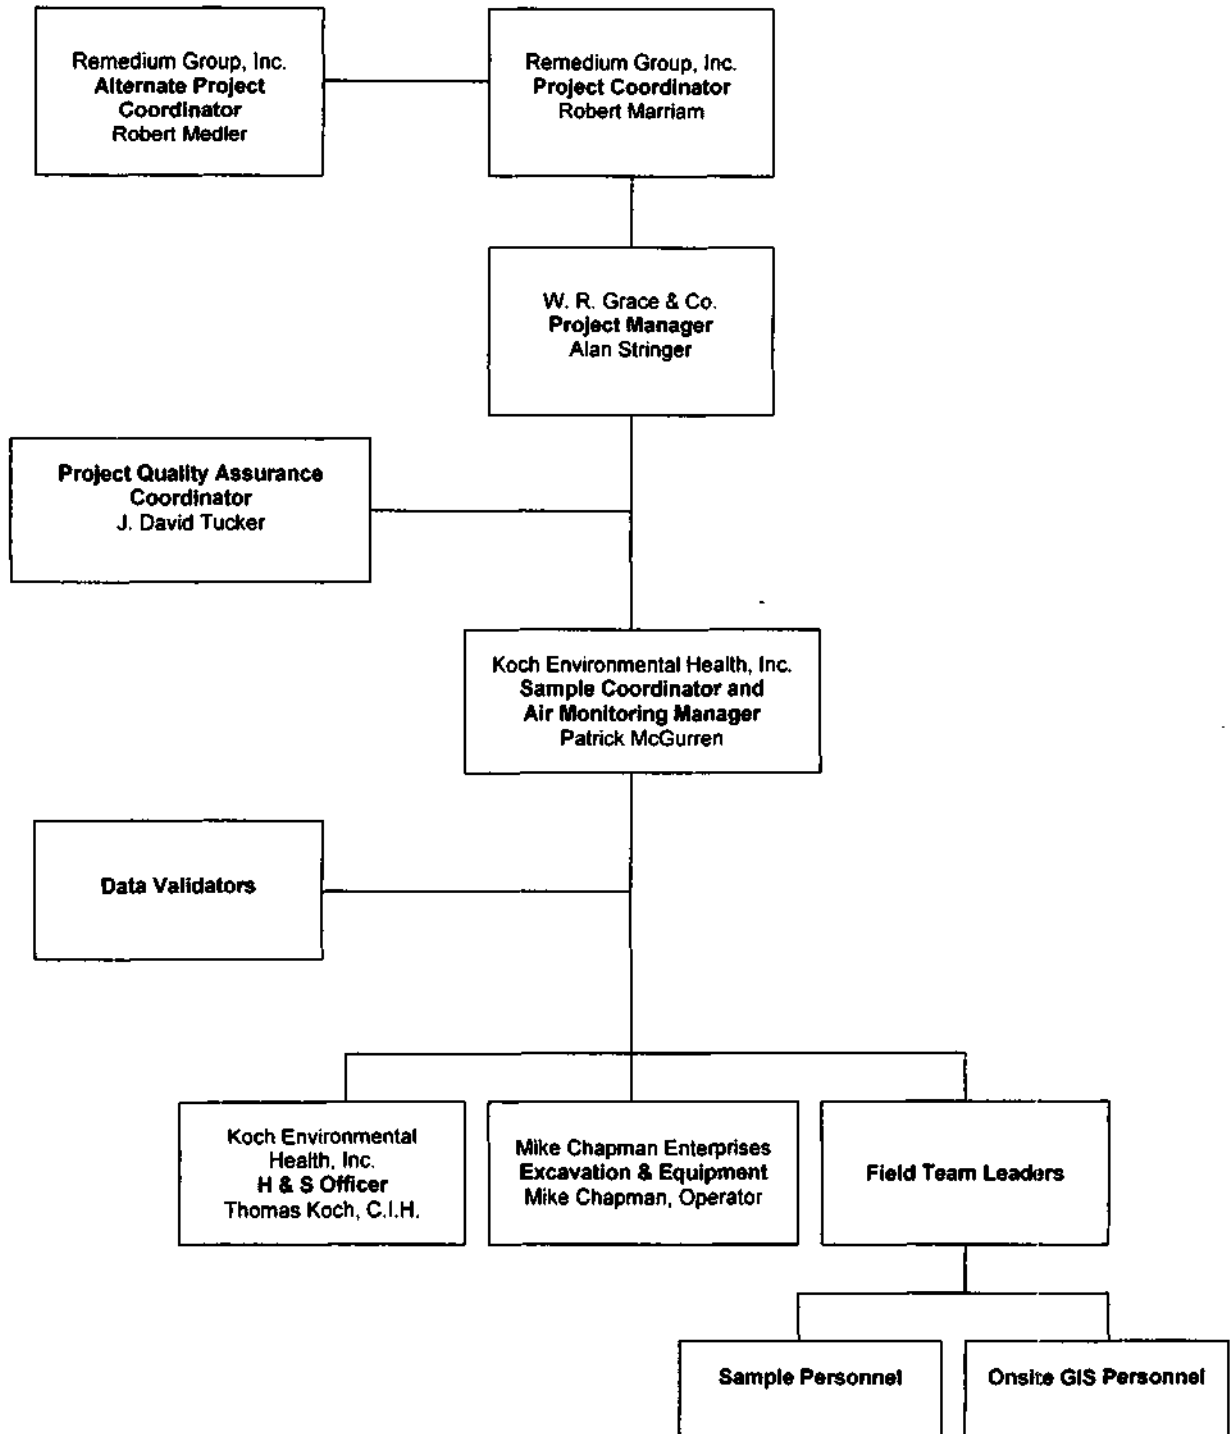 Remedium Group, Inc.
Alternate Project
Coordinator
Robert Medler
Remedium Group, Inc.
Project Coordinator
Robert Marriam
W. R. Grace & Co.
Project Manager
Alan Stringer
Project Quality Assurance
Coordinator
J. David Tucker
Koch Environmental Health, Inc.
Sample Coordinator and
Air Monitoring Manager
Patrick McGurren
Data Validators
Koch Environmental
Health, Inc.
H & S Officer
Thomas Koch, C.I.H.
Mike Chapman Enterprises
Excavation & Equipment
Mike Chapman, Operator
Field Team Leaders
Sample Personnel
Onsite GIS Personnel